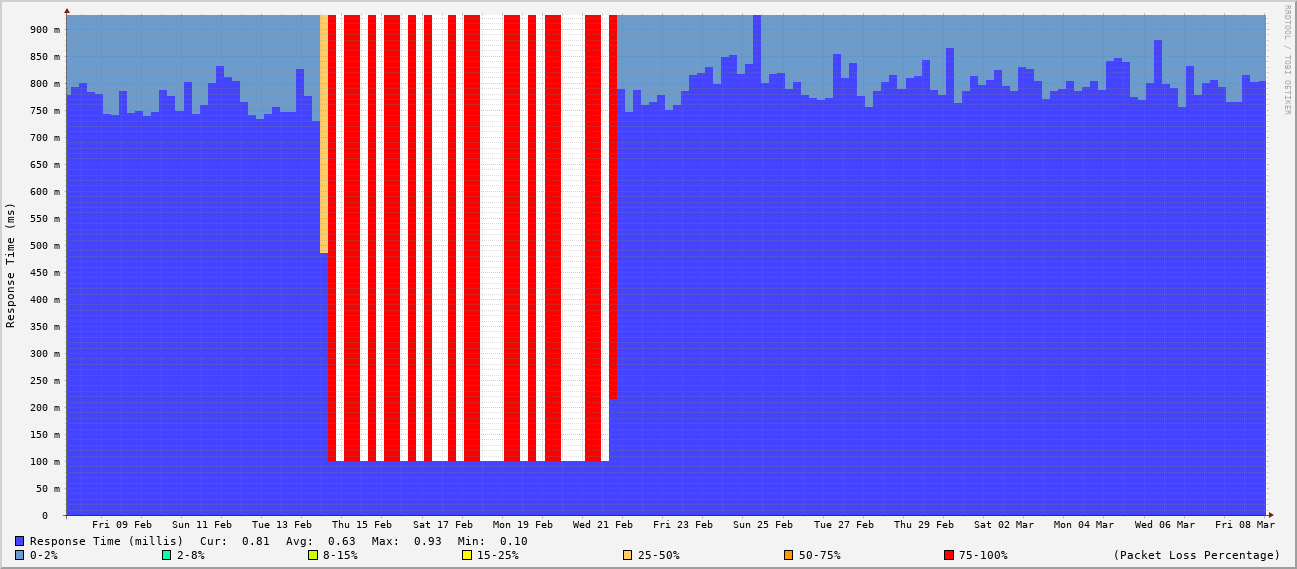 RRDTOOL / TOBI OETIKER
Response Time (ms)
900 m
850 m
800 m
750 m
700 m
650 m
600 m
550 m
500 m
450 m
400 m
350 m
300 m
250 m
200 m
150 m
100 m
50 m
0
Fri 09 Feb Sun 11 Feb Tue 13 Feb Thu 15 Feb Sat 17 Feb Mon 19 Feb Wed 21 Feb Fri 23 Feb Sun 25 Feb Tue 27 Feb Thu 29 Feb Sat 02 Mar Mon 04 Mar Wed 06 Mar Fri 08 Mar
Response Time (millis) Cur: 0.81 Avg: 0.63 Max: 0.93 Min: 0.10
0-2% 2-8% 8-15% 15-25% 25-50% 50-75% 75-100% (Packet Loss Percentage)